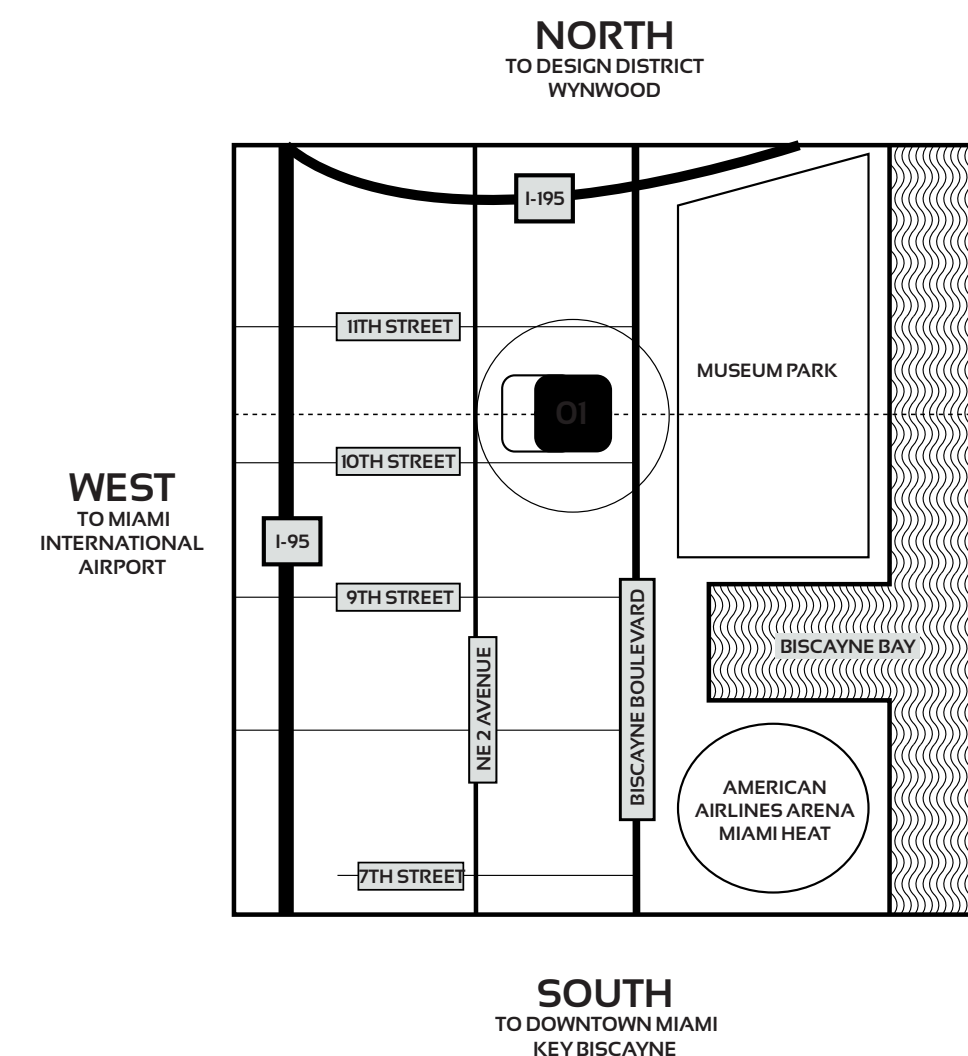 NORTH
TO DESIGN DISTRICT
WYNWOOD
I-195
11TH STREET
MUSEUM PARK
01
10TH STREET
WEST
TO MIAMI
INTERNATIONAL
AIRPORT
I-95
9TH STREET
BISCAYNE BOULEVARD
BISCAYNE BAY
NE 2 AVENUE
AMERICAN
AIRLINES ARENA
MIAMI HEAT
7TH STREET
SOUTH
TO DOWNTOWN MIAMI
KEY BISCAYNE